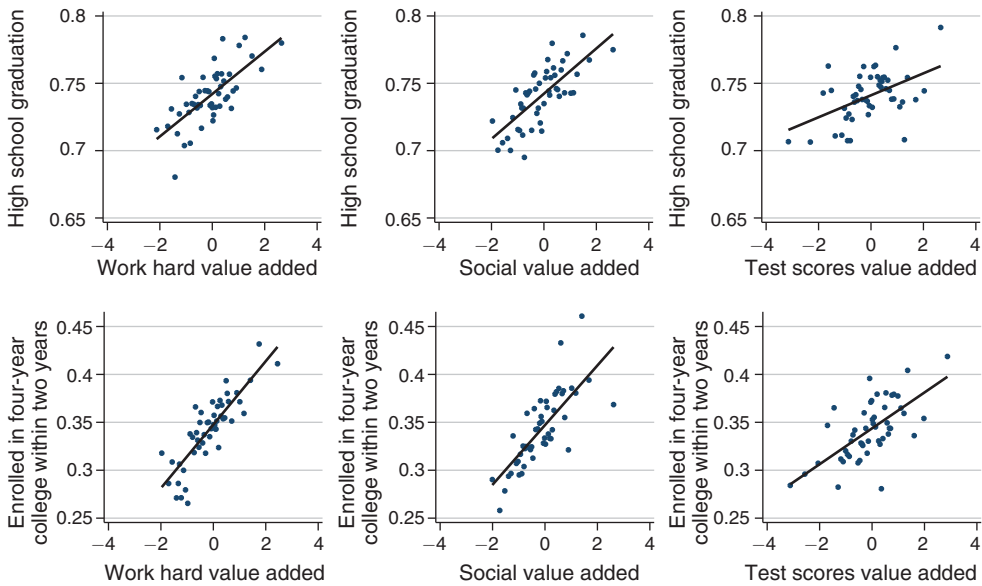 High school graduation
0.8
0.75
0.7
0.65
−4 −2 0 2 4
Work hard value added
High school graduation
0.8
0.75
0.7
0.65
−4 −2 0 2 4
Social value added
High school graduation
0.8
0.75
0.7
0.65
−4 −2 0 2 4
Test scores value added
Enrolled in four-year
college within two years
0.45
0.4
0.35
0.3
0.25
−4 −2 0 2 4
Work hard value added
Enrolled in four-year
college within two years
0.45
0.4
0.35
0.3
0.25
−4 −2 0 2 4
Social value added
Enrolled in four-year
college within two years
0.45
0.4
0.35
0.3
0.25
−4 −2 0 2 4
Test scores value added